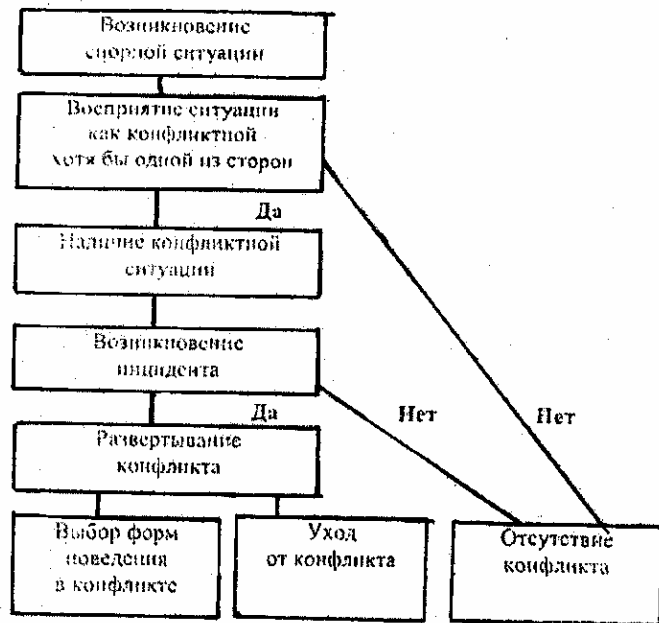 Возникновение
спорной ситуации
Восприятие ситуации
как конфликтной
хотя бы одной из сторон
Да
Наличие конфликтной
ситуации
Возникновение
инцидента
Да
Нет
Нет
Развертывание
конфликта
Выбор форм
поведения
в конфликте
Уход
от конфликта
Отсутствие
конфликта